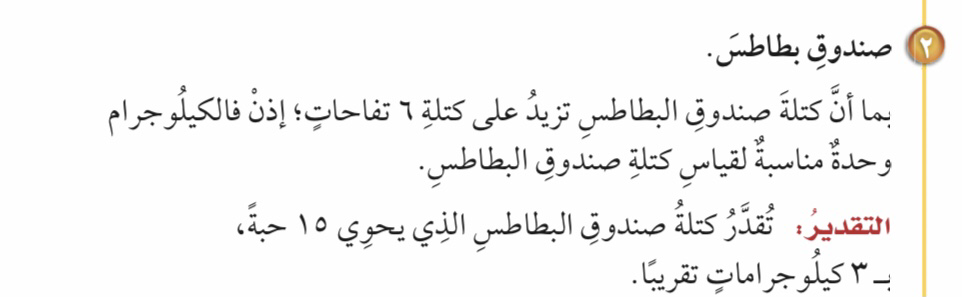 ٢ صندوقِ بطاطسَ.
بما أنَّ كتلةَ صندوقِ البطاطسِ تزيدُ على كتلةِ ٦ تفاحاتٍ؛ إذنْ فالكيلُوجرام
وحدةٌ مناسبةٌ لقياسِ كتلةِ صندوقِ البطاطسِ.
التقديرُ: تُقدَّرُ كتلةُ صندوقِ البطاطسِ الذِي يحوِي ١٥ حبةً،
بـ ٣ كيلُوجراماتٍ تقريبًا.